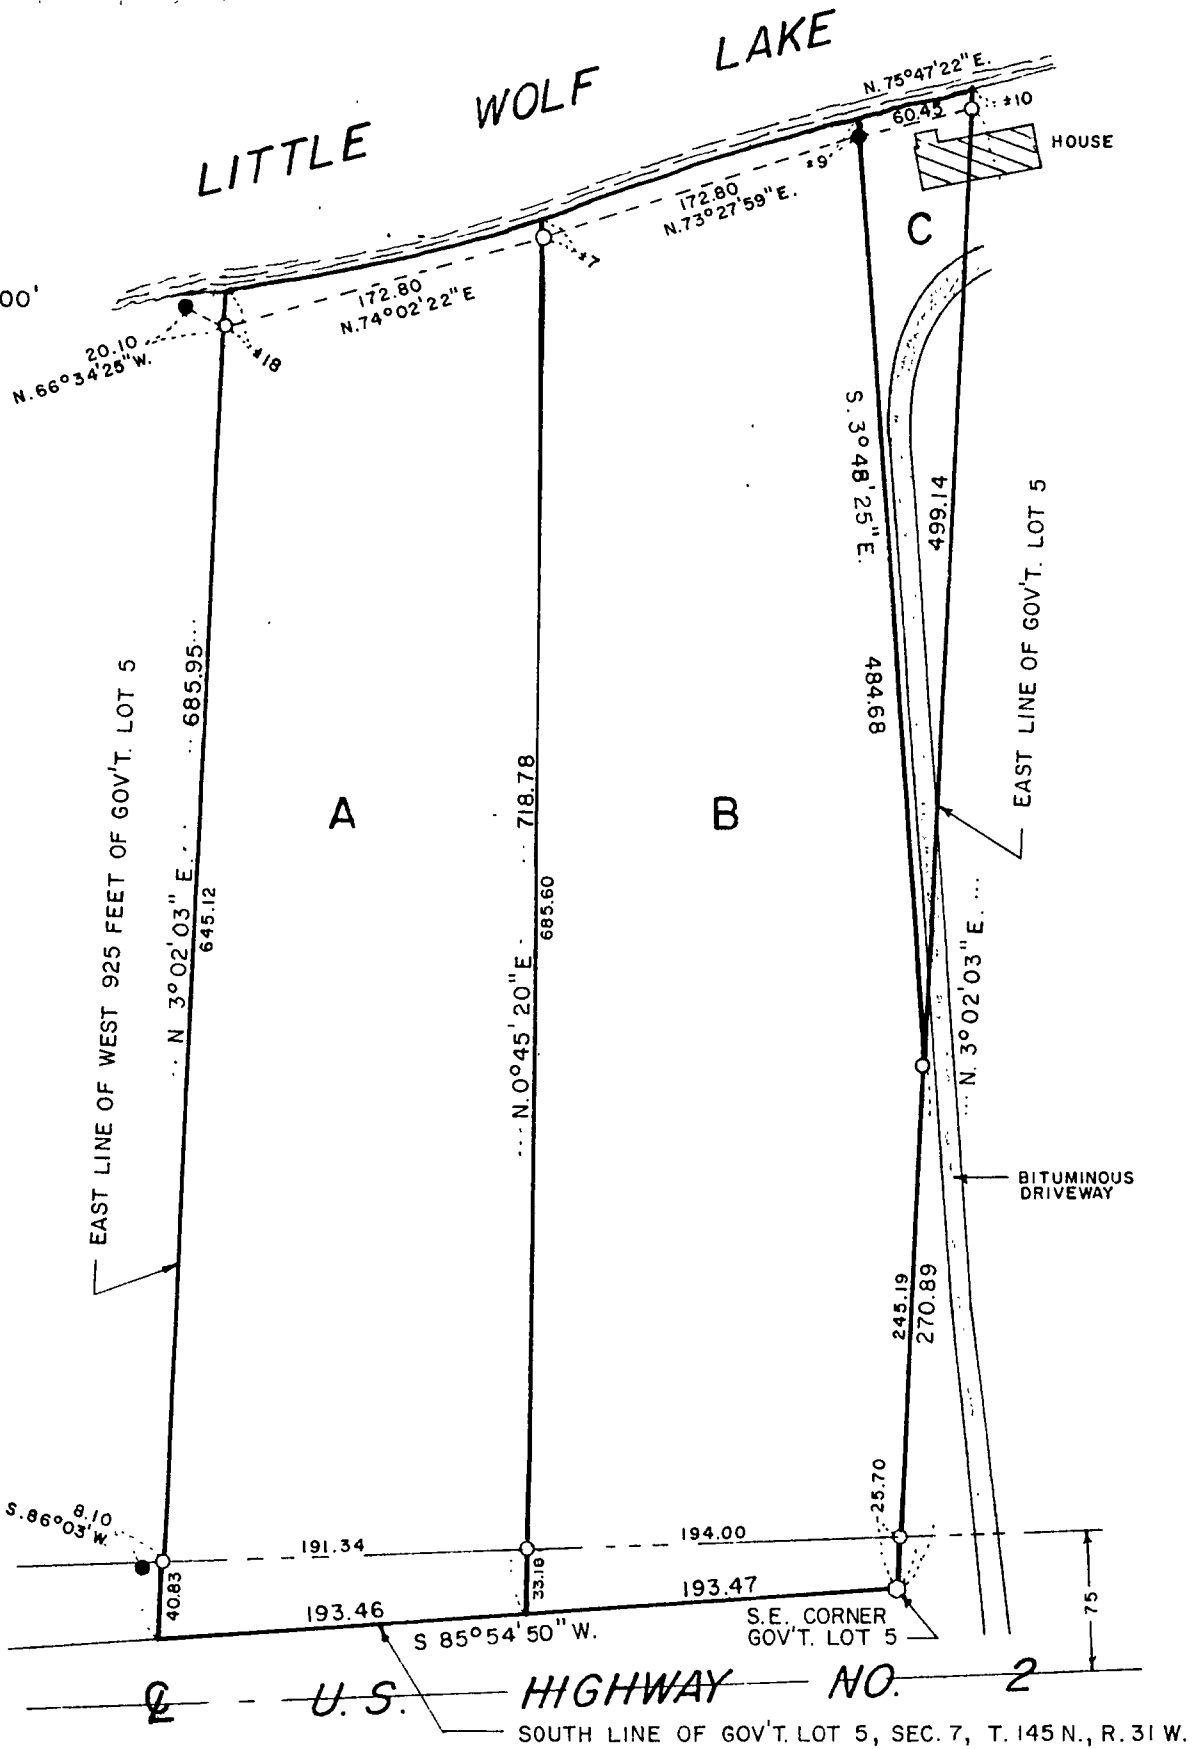 LITTLE WOLF LAKE
N. 75°47'22" E.
60.45
±10
HOUSE
±9
172.80
N.73°27'59" E.
C
±7
00'
172.80
N.74°02'22" E
20.10
N.66°34'25" W.
±18
S. 3°48'25" E.
499.14
EAST LINE OF GOV'T. LOT 5
484.68
685.95
EAST LINE OF WEST 925 FEET OF GOV'T. LOT 5
A
718.78
B
N 3°02'03" E.
645.12
685.60
N.0°45'20" E
N. 3°02'03" E.
BITUMINOUS
DRIVEWAY
245.19
270.89
25.70
8.10
S.86°03' W.
191.34
194.00
40.83
33.18
193.46
193.47
75
S 85°54'50" W.
S.E. CORNER
GOV'T. LOT 5
℄ U.S. HIGHWAY NO. 2
SOUTH LINE OF GOV'T. LOT 5, SEC. 7, T. 145 N., R. 31 W.